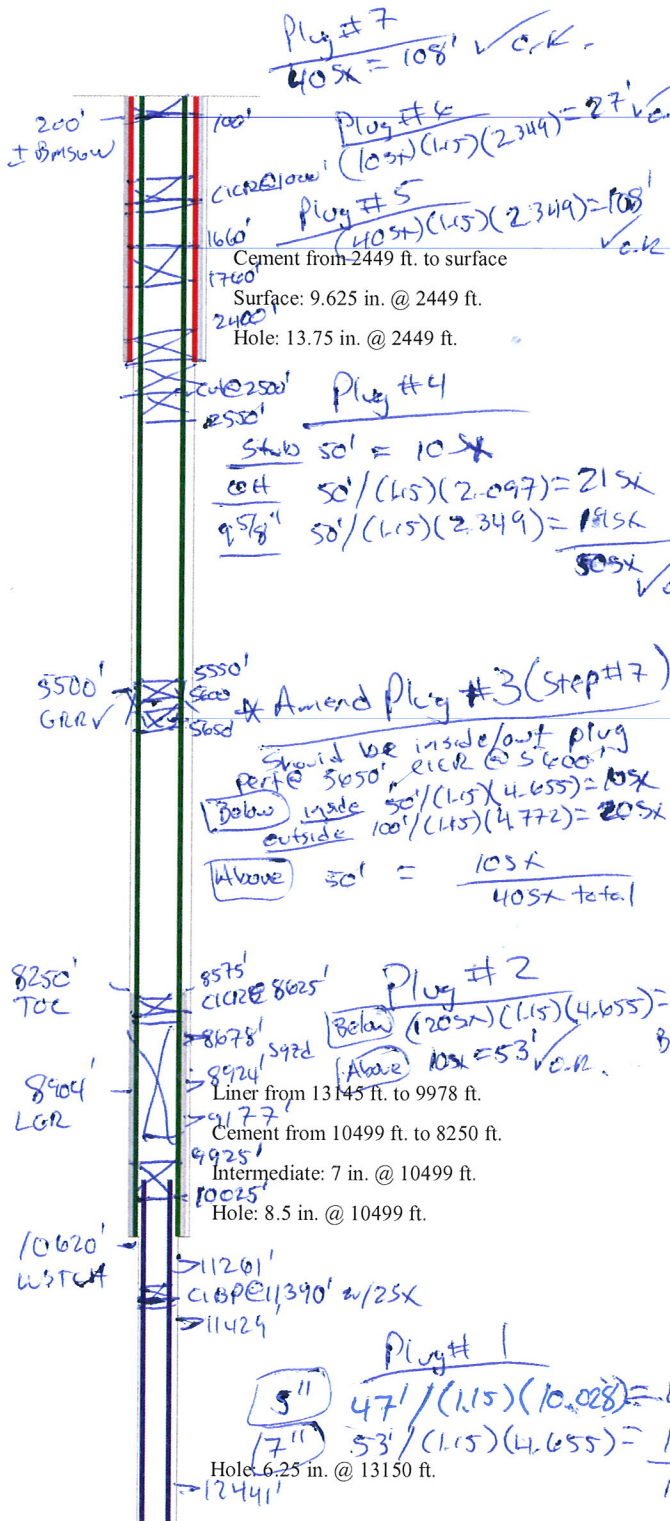 Plug # 7
40sx = 108' ✓ O.K.
200'
± BMSGW
100'
Plug # 6
(10sx)(1.15)(2.349) = 27' ✓ O.
CICR@1000'
Plug # 5
(40sx)(1.15)(2.349) = 108'
✓ O.K
1660'
Cement from 2449 ft. to surface
1760'
Surface: 9.625 in. @ 2449 ft.
2400'
Hole: 13.75 in. @ 2449 ft.
Cut@2500'
2550'
Plug #4
Stub 50' = 10sx
OH 50'/(1.15)(2.097) = 21sx
9 5/8" 50'/(1.15)(2.349) = 19sx
50sx
✓ O
5500'
GRRV
5550'
5600
5650'
* Amend Plug #3 (Step #7)
Should be inside/out plug
perf@ 5650' CICR @ 5600'
Below inside 50'/(1.15)(4.655) = 10sx
outside 100'/(1.15)(4.772) = 20sx
Above 50' = 10sx
40sx total
8250'
TOC
8575'
CICR@ 8625'
Plug # 2
Below (120sx)(1.15)(4.655) =
B
Above 10sx = 53' ✓ O.K.
8678'
sqzd
8924'
8904'
LGR
Liner from 13145 ft. to 9978 ft.
9177'
Cement from 10499 ft. to 8250 ft.
9925'
Intermediate: 7 in. @ 10499 ft.
10025'
Hole: 8.5 in. @ 10499 ft.
10620'
WSTCH
11261'
CIBP@11,390' w/2sx
11429'
Plug # 1
5" 47'/(1.15)(10.028) =
7" 53'/(1.15)(4.655) =
Hole: 6.25 in. @ 13150 ft.
12441'